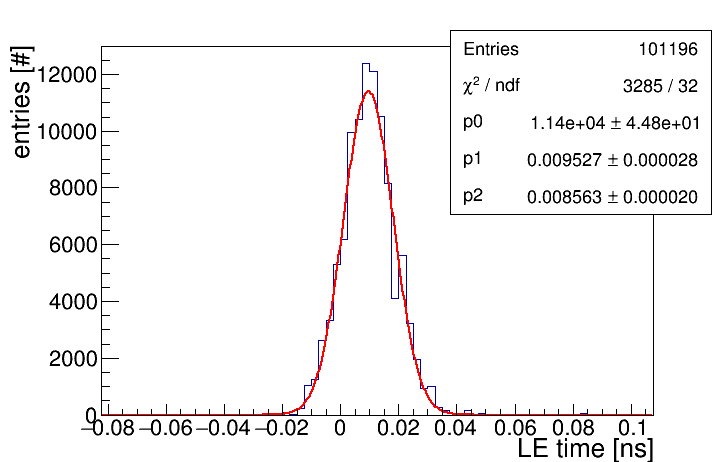 entries [#]
12000
10000
8000
6000
4000
2000
0
−0.08 −0.06 −0.04 −0.02 0 0.02 0.04 0.06 0.08 0.1
LE time [ns]
Entries 101196
χ² / ndf 3285 / 32
p0 1.14e+04 ± 4.48e+01
p1 0.009527 ± 0.000028
p2 0.008563 ± 0.000020